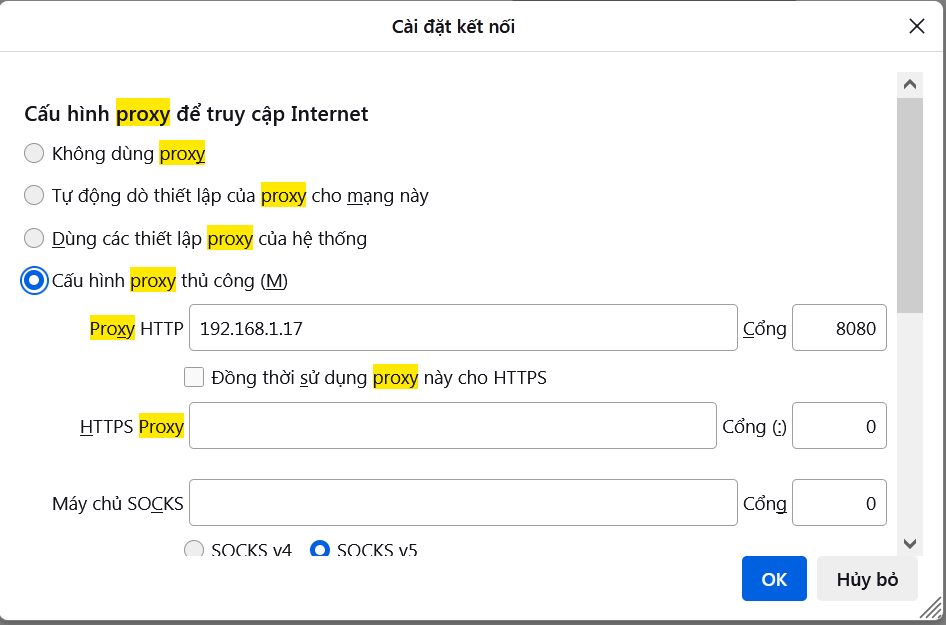 Cài đặt kết nối
Cấu hình proxy để truy cập Internet
Không dùng proxy
Tự động dò thiết lập của proxy cho mạng này
Dùng các thiết lập proxy của hệ thống
Cấu hình proxy thủ công (M)
Proxy HTTP 192.168.1.17 Cổng 8080
Đồng thời sử dụng proxy này cho HTTPS
HTTPS Proxy Cổng (:) 0
Máy chủ SOCKS Cổng 0
SOCKS v4 SOCKS v5
OK Hủy bỏ